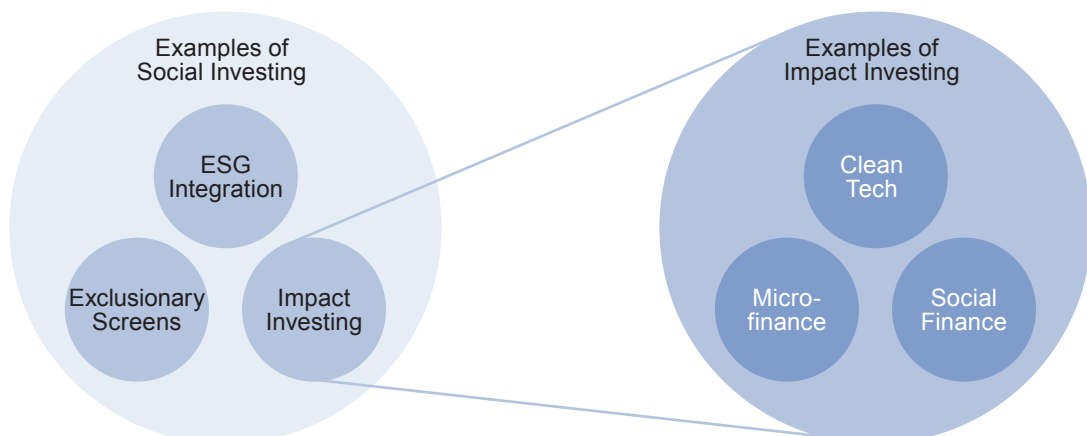 Examples of
Social Investing
ESG
Integration
Exclusionary
Screens
Impact
Investing
Examples of
Impact Investing
Clean
Tech
Micro-
finance
Social
Finance